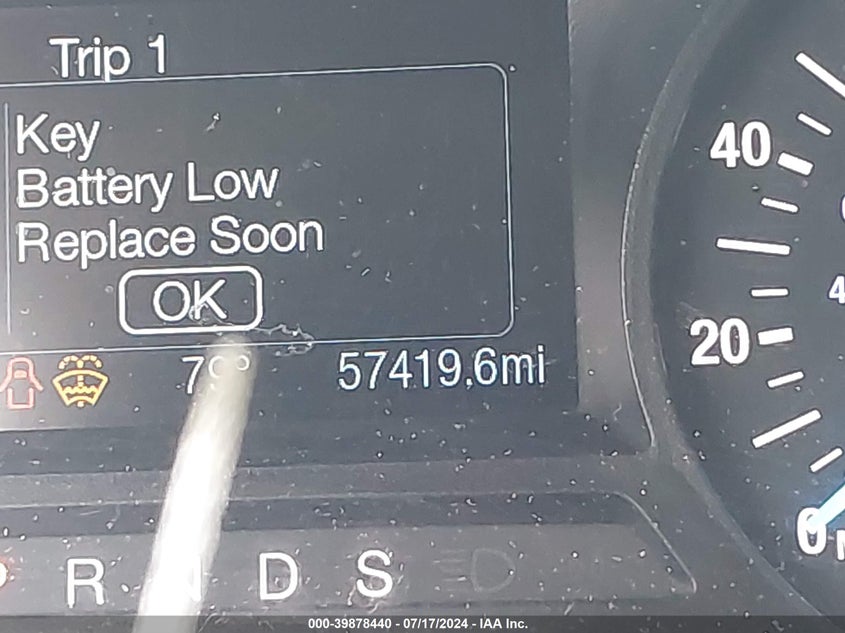 Trip 1
Key
Battery Low
Replace Soon
OK
57419.6mi
40
20
0
R
D
S
000-39878440 - 07/17/2024 - IAA Inc.